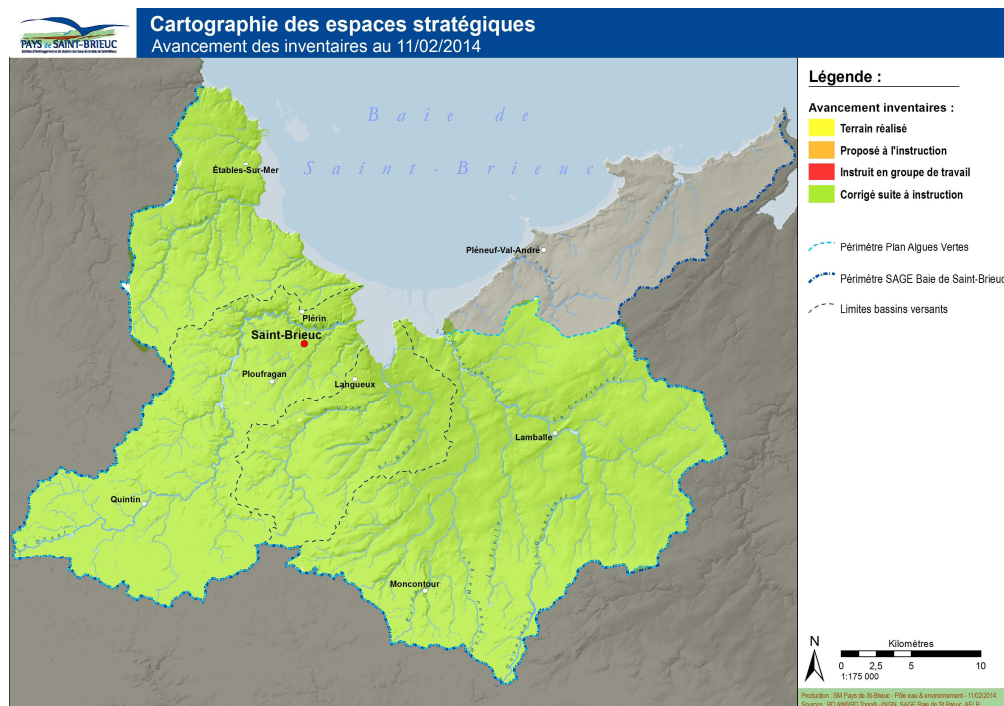 Cartographie des espaces stratégiques
Avancement des inventaires au 11/02/2014
PAYS de SAINT-BRIEUC
Légende :
Avancement inventaires :
Terrain réalisé
Proposé à l'instruction
Instruit en groupe de travail
Corrigé suite à instruction
Périmètre Plan Algues Vertes
Périmètre SAGE Baie de Saint-Brieuc
Limites bassins versants
Baie de
Saint-Brieuc
Étables-Sur-Mer
Pléneuf-Val-André
Plérin
Saint-Brieuc
Ploufragan
Langueux
Lamballe
Quintin
Moncontour
N
Kilomètres
0 2,5 5 10
1:175 000
Production : SM Pays de St-Brieuc - Pôle eau & environnement - 11/02/2014